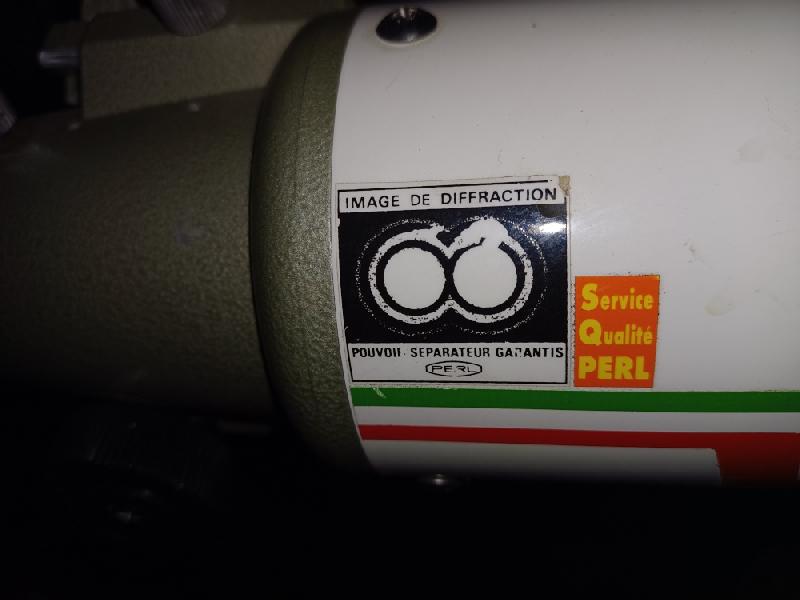 IMAGE DE DIFFRACTION
POUVOIR SEPARATEUR GARANTIS
PERL
Service
Qualité
PERL